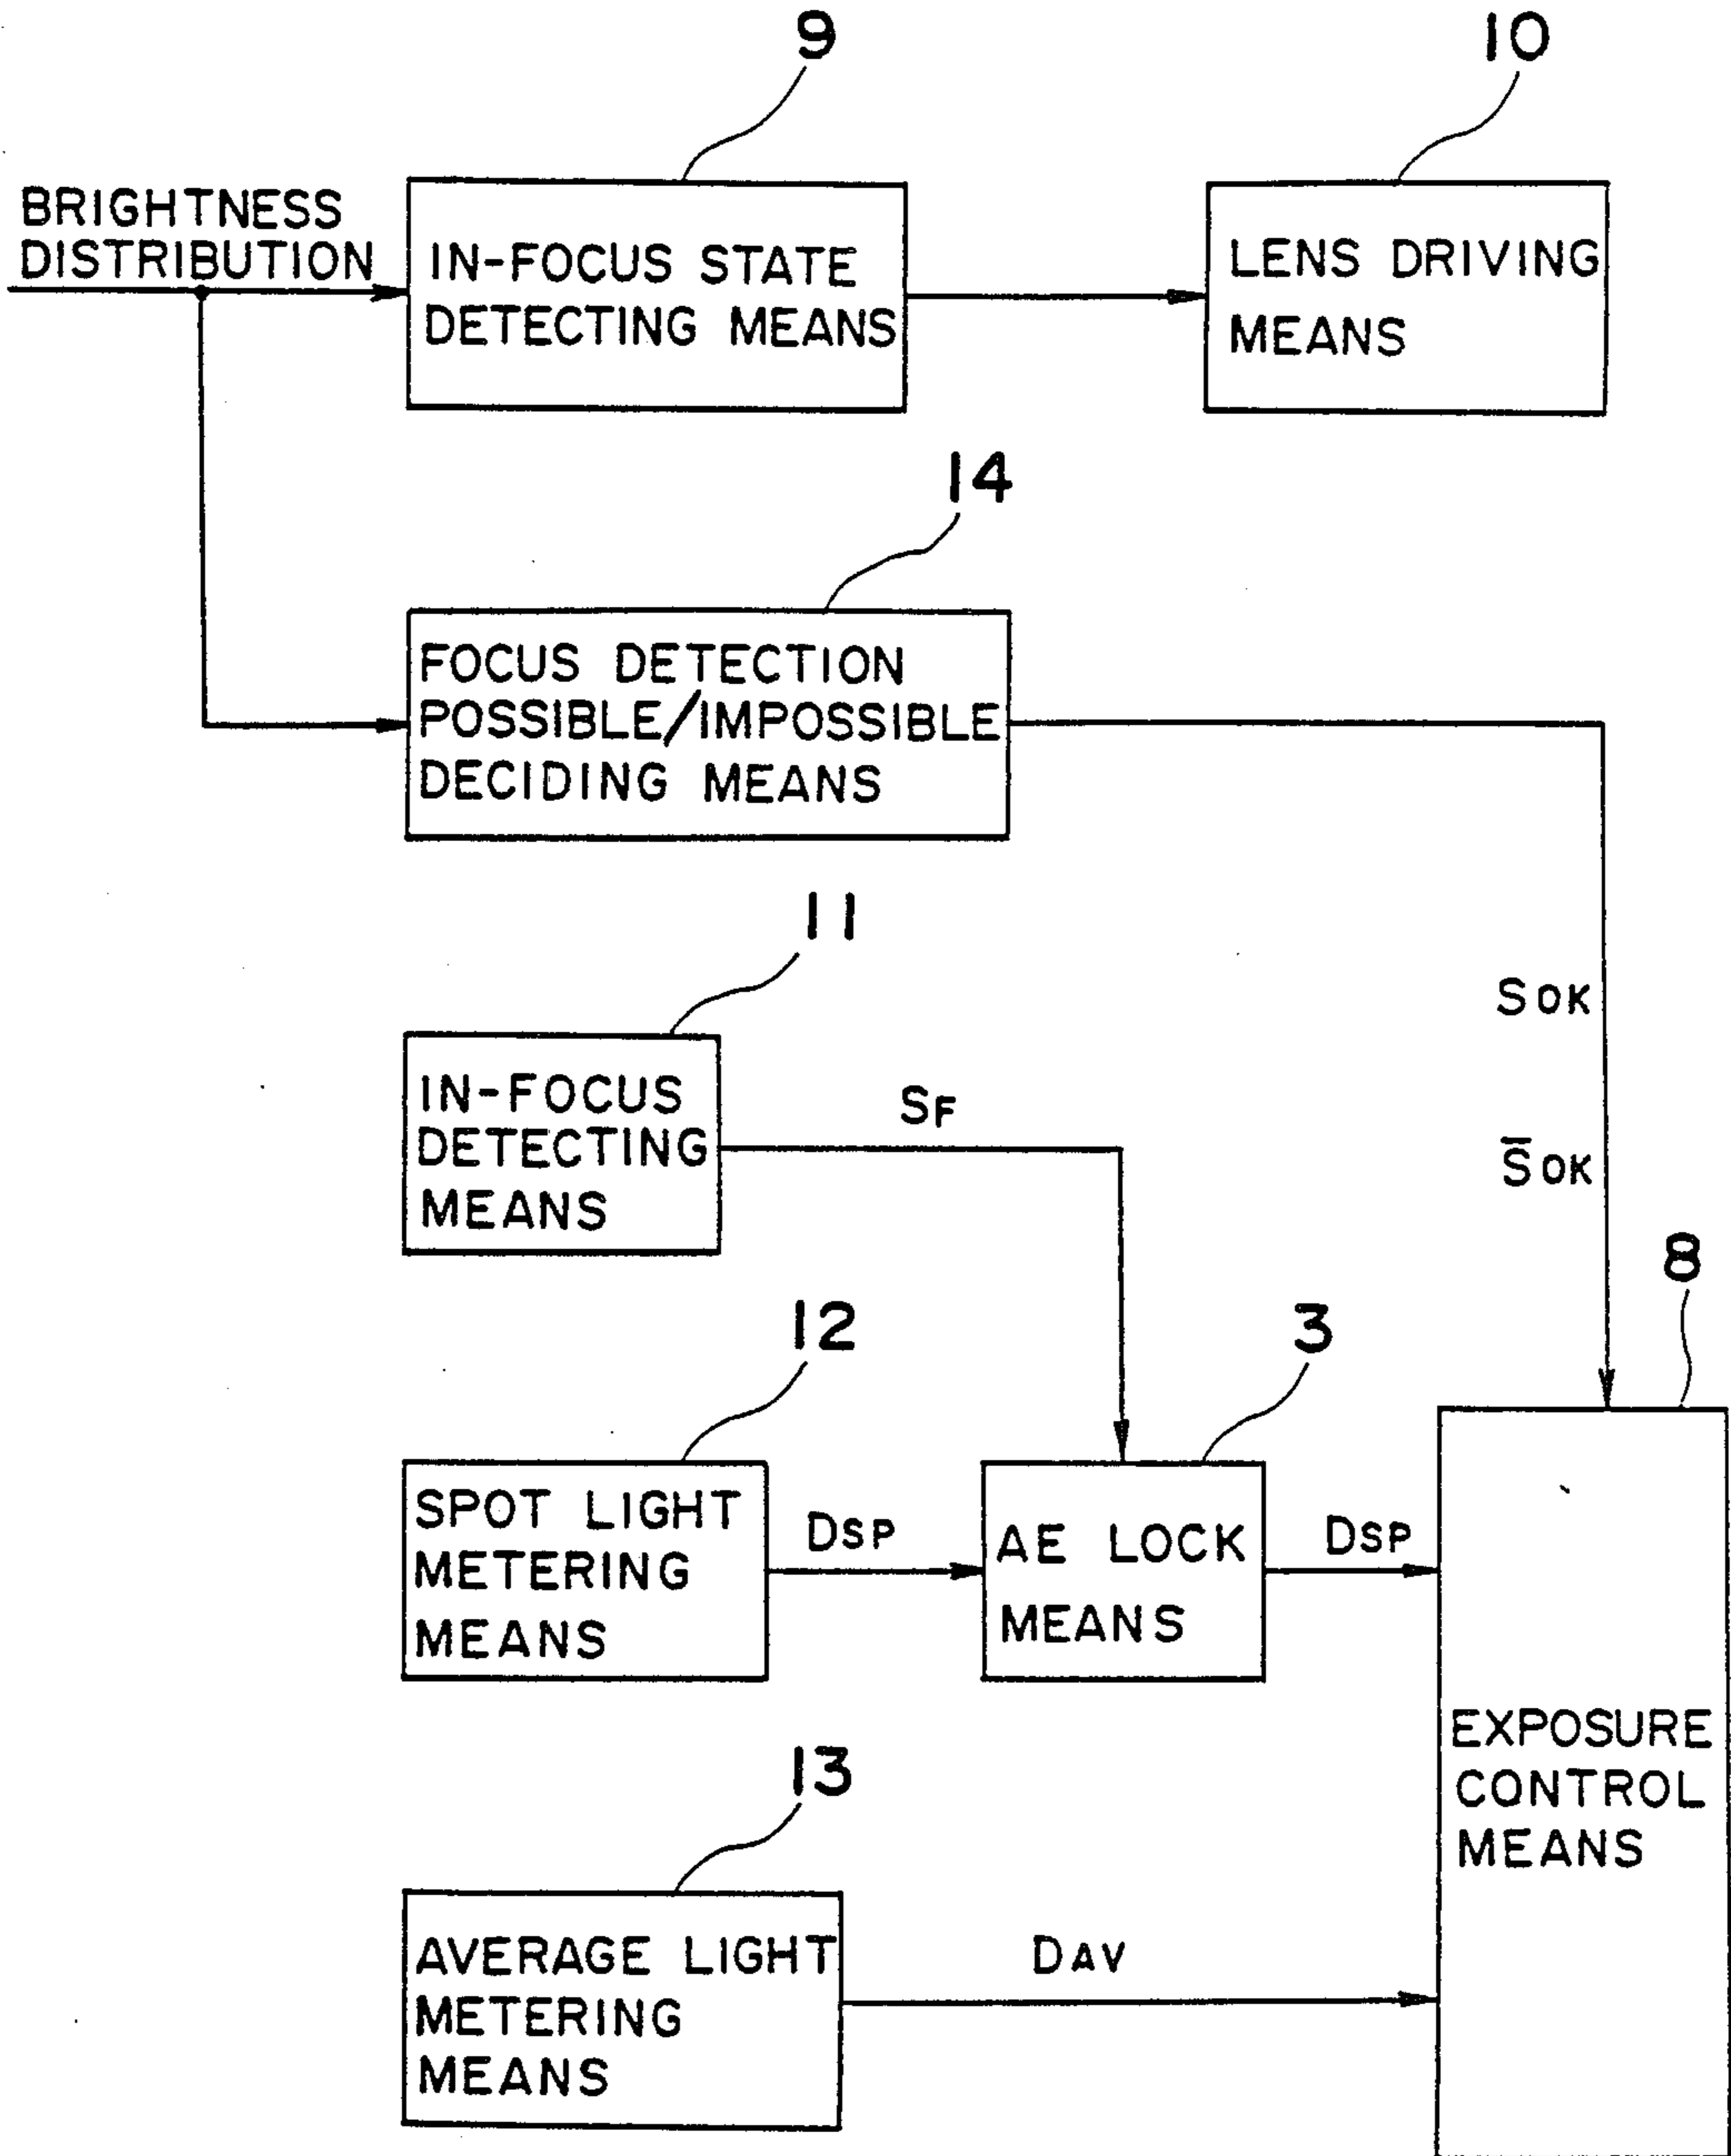 9
10
BRIGHTNESS
DISTRIBUTION
IN-FOCUS STATE
DETECTING MEANS
LENS DRIVING
MEANS
14
FOCUS DETECTION
POSSIBLE/IMPOSSIBLE
DECIDING MEANS
11
SOK
IN-FOCUS
DETECTING
MEANS
SF
S̅OK
8
12
3
SPOT LIGHT
METERING
MEANS
DSP
AE LOCK
MEANS
DSP
EXPOSURE
CONTROL
MEANS
13
AVERAGE LIGHT
METERING
MEANS
DAV